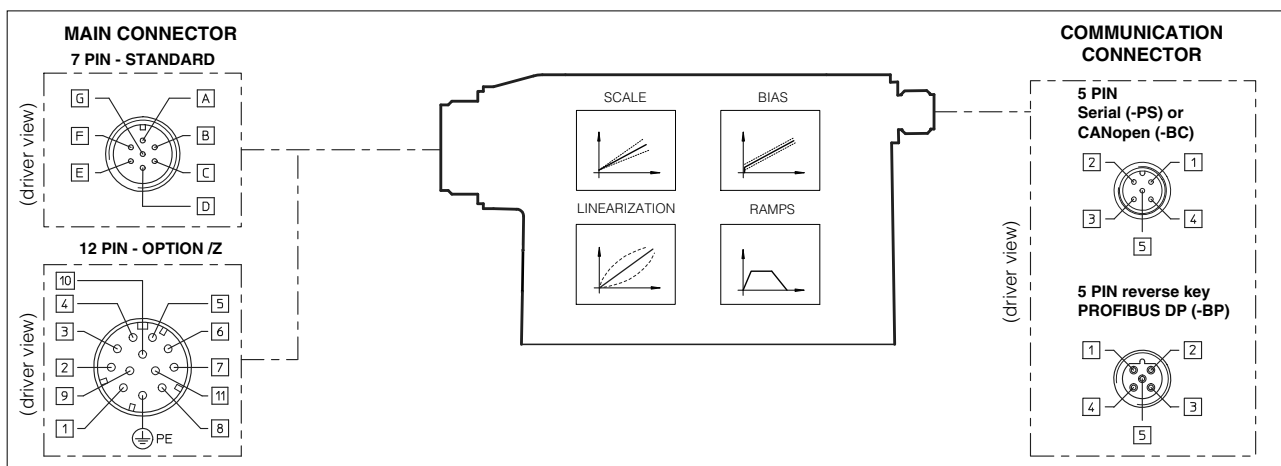 MAIN CONNECTOR
7 PIN - STANDARD
(driver view)
G
A
F
B
E
C
D
12 PIN - OPTION /Z
(driver view)
10
4
5
3
6
2
7
9
11
1
8
PE
SCALE
BIAS
LINEARIZATION
RAMPS
COMMUNICATION
CONNECTOR
(driver view)
5 PIN
Serial (-PS) or
CANopen (-BC)
2
1
3
4
5
5 PIN reverse key
PROFIBUS DP (-BP)
1
2
4
3
5